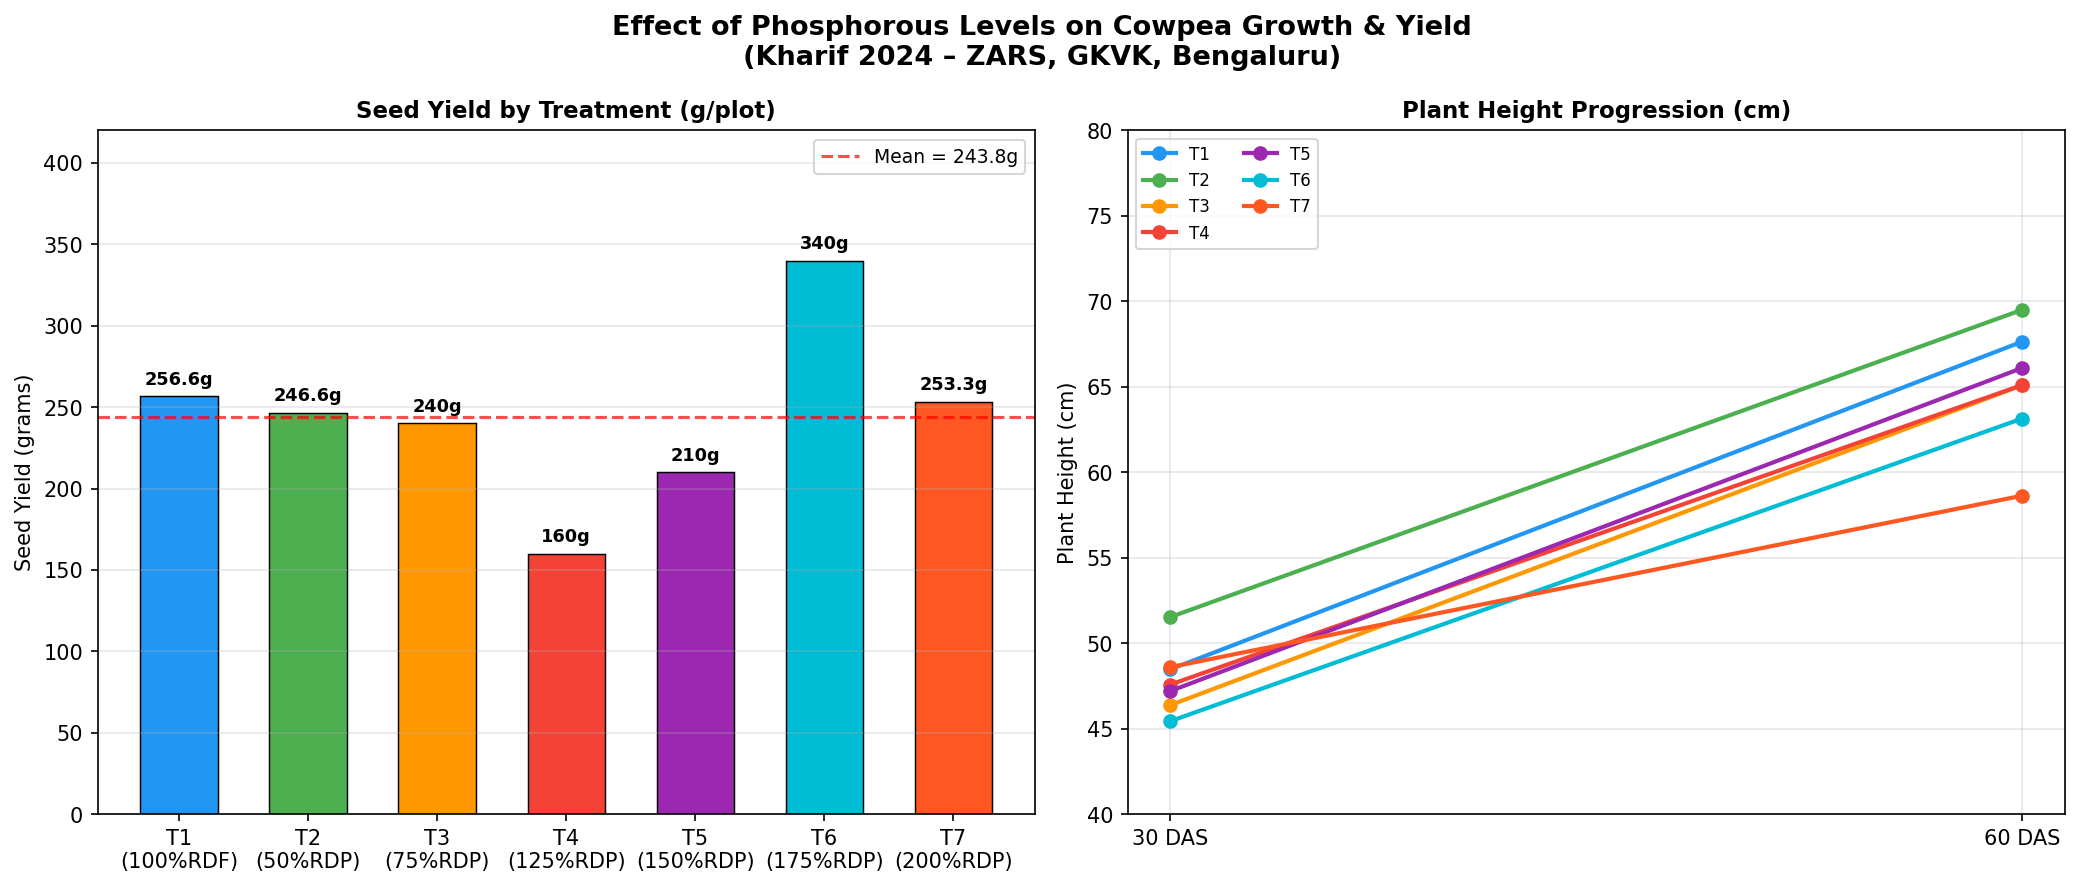 Effect of Phosphorous Levels on Cowpea Growth & Yield
(Kharif 2024 – ZARS, GKVK, Bengaluru)
Seed Yield by Treatment (g/plot)
Mean = 243.8g
Seed Yield (grams)
400
350
300
250
200
150
100
50
0
256.6g
246.6g
240g
160g
210g
340g
253.3g
T1
(100%RDF)
T2
(50%RDP)
T3
(75%RDP)
T4
(125%RDP)
T5
(150%RDP)
T6
(175%RDP)
T7
(200%RDP)
Plant Height Progression (cm)
T1
T2
T3
T4
T5
T6
T7
Plant Height (cm)
80
75
70
65
60
55
50
45
40
30 DAS
60 DAS